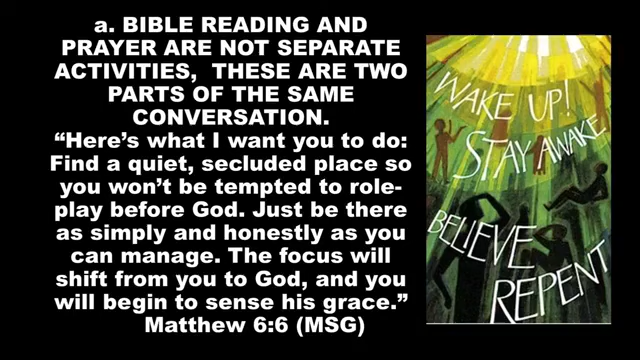 a. BIBLE READING AND
PRAYER ARE NOT SEPARATE
ACTIVITIES,  THESE ARE TWO
PARTS OF THE SAME
CONVERSATION.
“Here’s what I want you to do:
Find a quiet, secluded place so
you won’t be tempted to role-
play before God. Just be there
as simply and honestly as you
can manage. The focus will
shift from you to God, and you
will begin to sense his grace.”
Matthew 6:6 (MSG)
WAKE UP!
STAY AWAKE
BELIEVE
REPENT